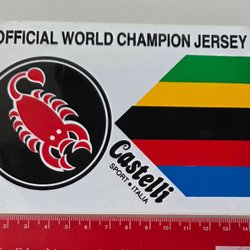 OFFICIAL WORLD CHAMPION JERSEY
Castelli
SPORT • ITALIA